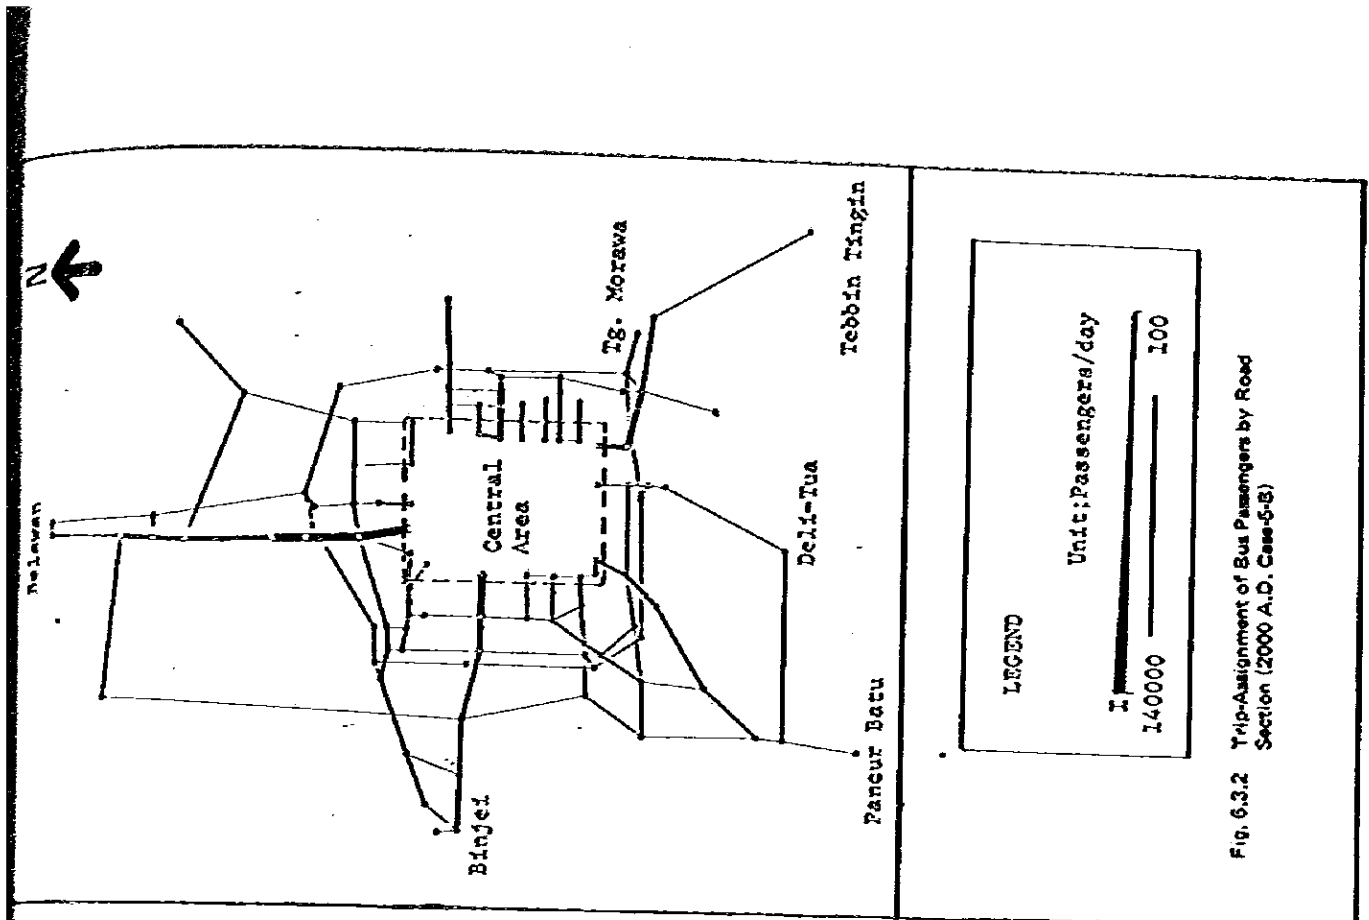 N
Belawan
Tg. Morawa
Tebbin Tingin
Central
Area
Binjei
Deli-Tua
Pancur Batu
LEGEND
Unit;Passengers/day
140000 100
Fig. 6.3.2 Trip-Assignment of Bus Passengers by Road
Section (2000 A.D. Case-5-B)